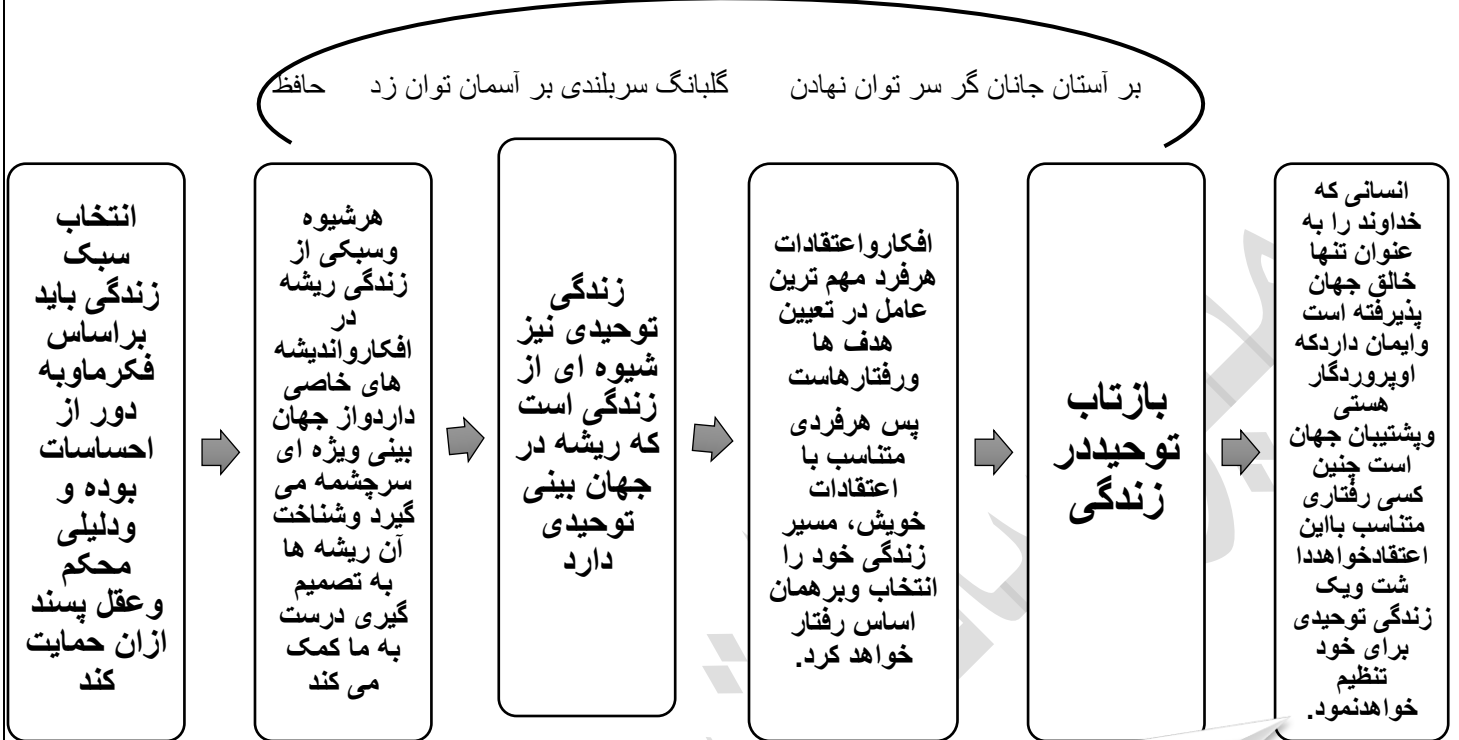 بر آستان جانان گر سر توان نهادن گلبانگ سربلندی بر آسمان توان زد حافظ
انتخاب
سبک
زندگی باید
براساس
فکرماوبه
دور از
احساسات
بوده و
ودلیلی
محکم
وعقل پسند
ازان حمایت
کند
هرشیوه
وسبکی از
زندگی ریشه
در
افکارواندیشه
های خاصی
داردواز جهان
بینی ویژه ای
سرچشمه می
گیرد وشناخت
آن ریشه ها
به تصمیم
گیری درست
به ما کمک
می کند
زندگی
توحیدی نیز
شیوه ای از
زندگی است
که ریشه در
جهان بینی
توحیدی
دارد
افکارواعتقادات
هرفرد مهم ترین
عامل در تعیین
هدف ها
ورفتارهاست
پس هرفردی
متناسب با
اعتقادات
خویش، مسیر
زندگی خود را
انتخاب وبرهمان
اساس رفتار
خواهد کرد.
بازتاب
توحیددر
زندگی
انسانی که
خداوند را به
عنوان تنها
خالق جهان
پذیرفته است
وایمان داردکه
اوپروردگار
هستی
وپشتیبان جهان
است چنین
کسی رفتاری
متناسب بااین
اعتقادخواهددا
شت ویک
زندگی توحیدی
برای خود
تنظیم
خواهدنمود.